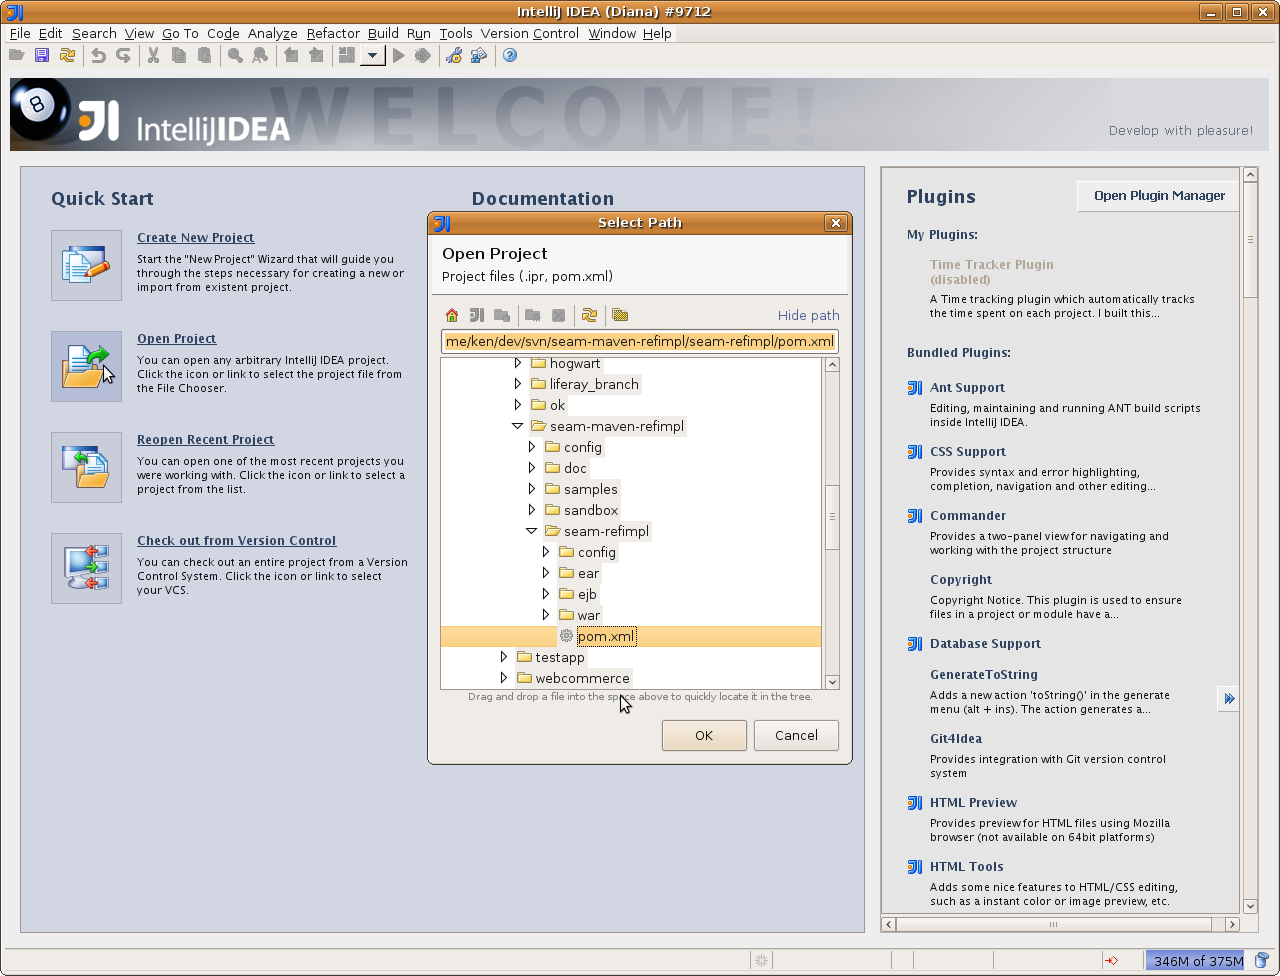 IntelliJ IDEA (Diana) #9712
File Edit Search View Go To Code Analyze Refactor Build Run Tools Version Control Window Help
8
WELCOME!
IntelliJIDEA
Develop with pleasure!
Quick Start
Create New Project
Start the "New Project" Wizard that will guide you
through the steps necessary for creating a new or
import from existent project.
Open Project
You can open any arbitrary IntelliJ IDEA project.
Click the icon or link to select the project file from
the File Chooser.
Reopen Recent Project
You can open one of the most recent projects you
were working with. Click the icon or link to select a
project from the list.
Check out from Version Control
You can check out an entire project from a Version
Control System. Click the icon or link to select
your VCS.
Documentation
Select Path
Open Project
Project files (.ipr, pom.xml)
Hide path
me/ken/dev/svn/seam-maven-refimpl/seam-refimpl/pom.xml
hogwart
liferay_branch
ok
seam-maven-refimpl
config
doc
samples
sandbox
seam-refimpl
config
ear
ejb
war
pom.xml
testapp
webcommerce
Drag and drop a file into the space above to quickly locate it in the tree.
OK Cancel
Plugins
Open Plugin Manager
My Plugins:
Time Tracker Plugin
(disabled)
A Time tracking plugin which automatically tracks
the time spent on each project. I built this...
Bundled Plugins:
Ant Support
Editing, maintaining and running ANT build scripts
inside IntelliJ IDEA.
CSS Support
Provides syntax and error highlighting,
completion, navigation and other editing...
Commander
Provides a two-panel view for navigating and
working with the project structure
Copyright
Copyright Notice. This plugin is used to ensure
files in a project or module have a...
Database Support
GenerateToString
Adds a new action 'toString()' in the generate
menu (alt + ins). The action generates a...
Git4Idea
Provides integration with Git version control
system
HTML Preview
Provides preview for HTML files using Mozilla
browser (not available on 64bit platforms)
HTML Tools
Adds some nice features to HTML/CSS editing,
such as a instant color or image preview, etc.
346M of 375M